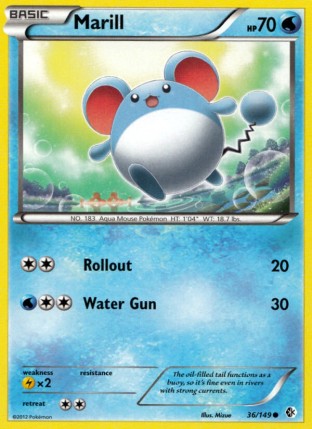 BASIC
Marill
HP 70
NO. 183 Aqua Mouse Pokémon HT: 1'04" WT: 18.7 lbs.
Rollout 20
Water Gun 30
weakness resistance
×2
The oil-filled tail functions as a
buoy, so it's fine even in rivers
with strong currents.
retreat
©2012 Pokémon Illus. Mizue 36/149